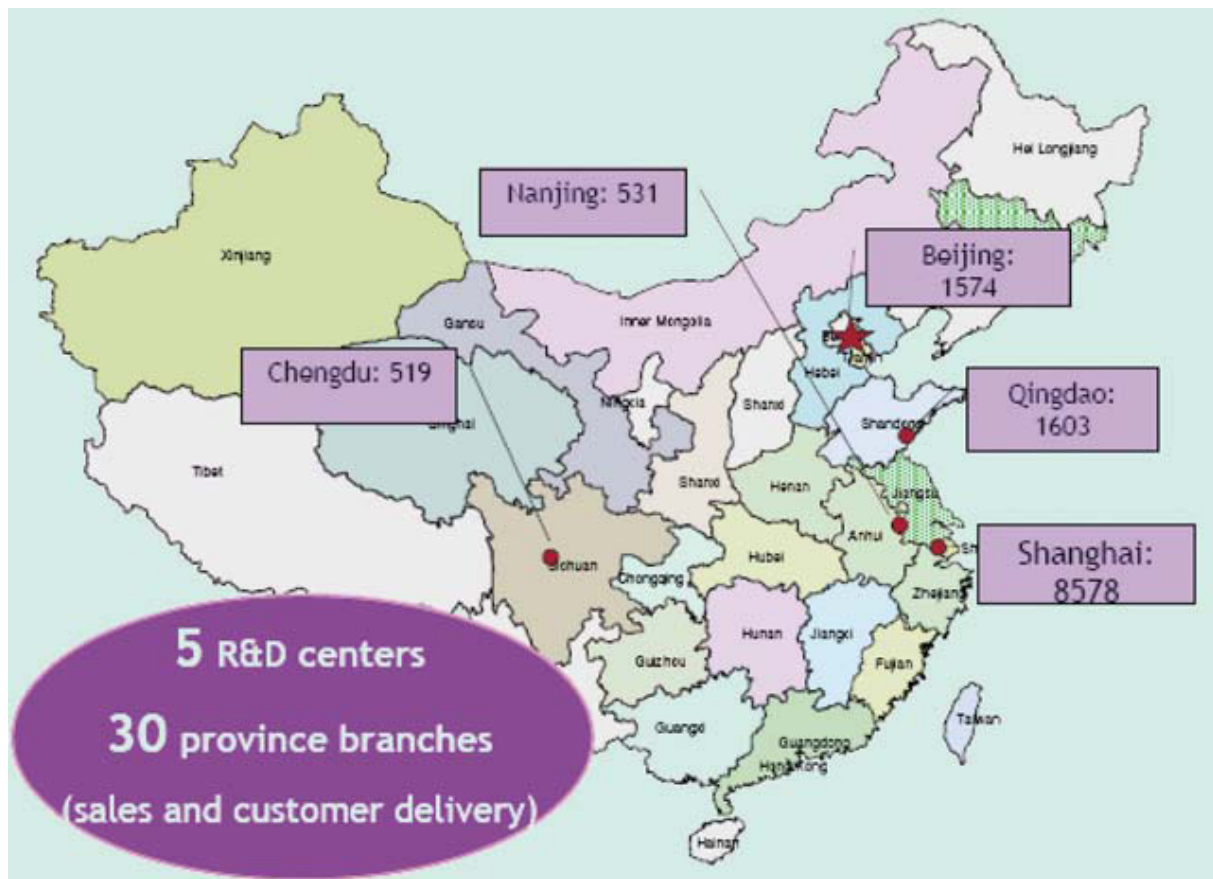 Hei Longjiang
Nanjing: 531
Xinjiang
Beijing:
1574
Gansu
Inner Mongolia
Chengdu: 519
Hebei
Qingdao:
1603
Ningxia
Shanxi
Shandong
Tibet
Shanxi
Henan
Jiangsu
Anhui
Shanghai:
8578
Sichuan
Chongqing
Hubei
Zhejiang
5 R&D centers
Hunan
Jiangxi
Guizhou
Fujian
30 province branches
Guangxi
Guangdong
Hong Kong
Taiwan
(sales and customer delivery)
Hainan